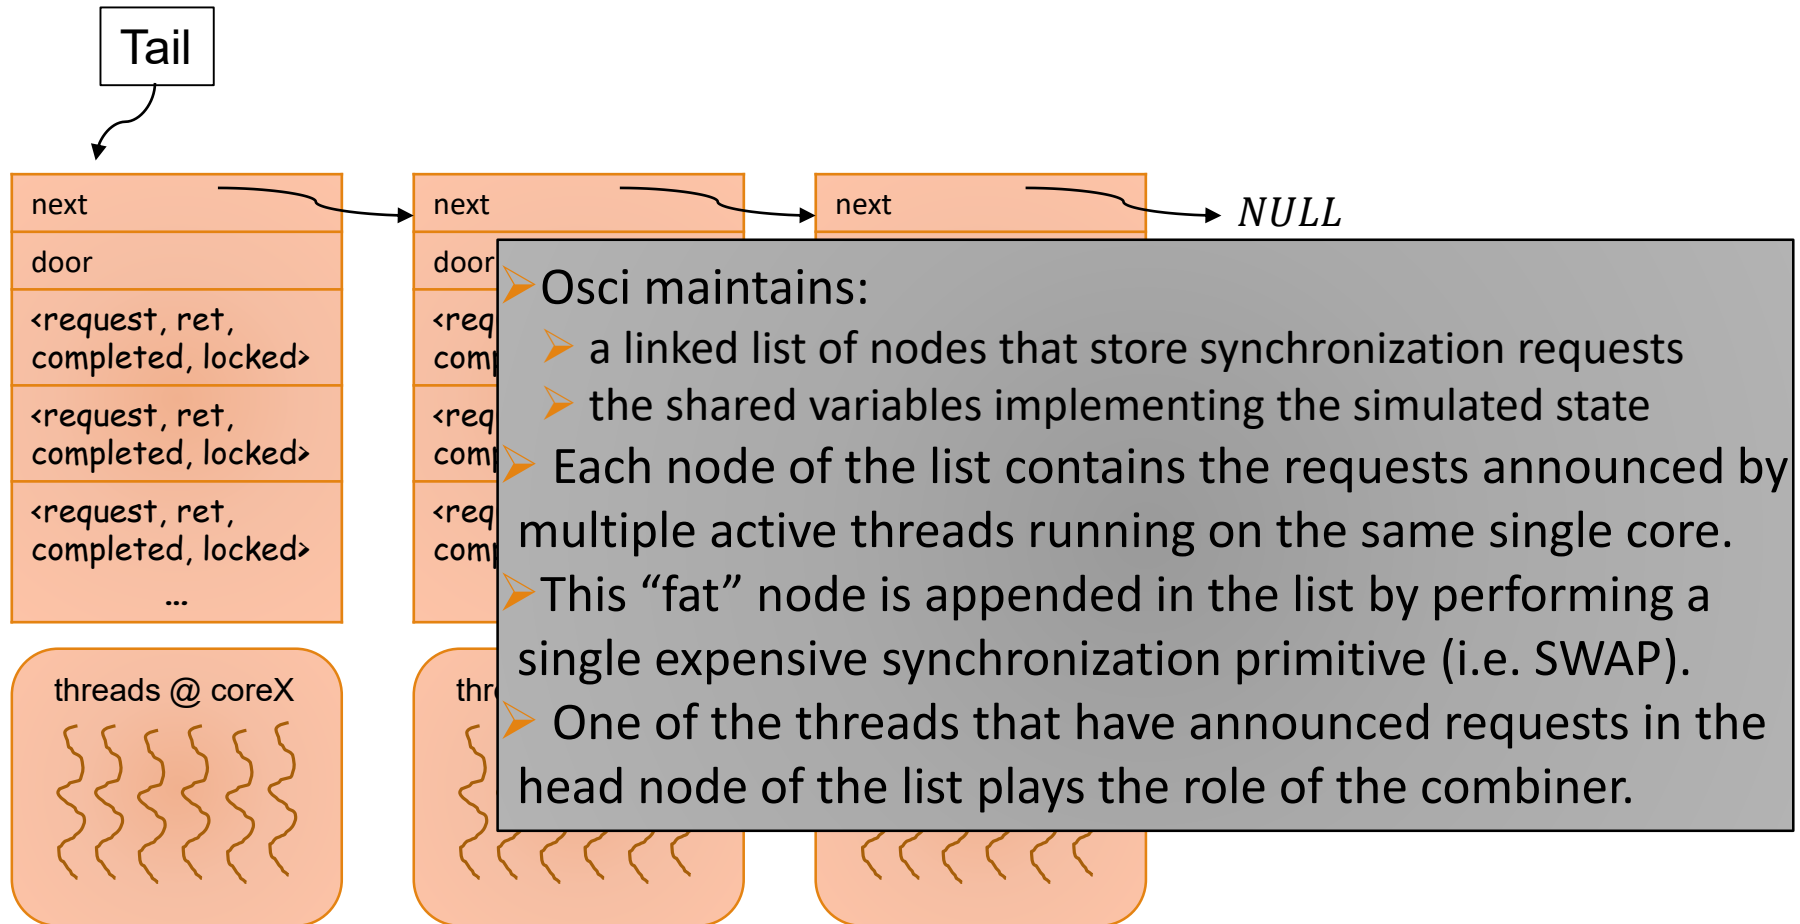 Tail
next
next
next
NULL
door
door
<request, ret,
completed, locked>
<request, ret,
completed, locked>
<request, ret,
completed, locked>
...
threads @ coreX
➢Osci maintains:
➢ a linked list of nodes that store synchronization requests
➢ the shared variables implementing the simulated state
➢ Each node of the list contains the requests announced by
multiple active threads running on the same single core.
➢This “fat” node is appended in the list by performing a
single expensive synchronization primitive (i.e. SWAP).
➢ One of the threads that have announced requests in the
head node of the list plays the role of the combiner.